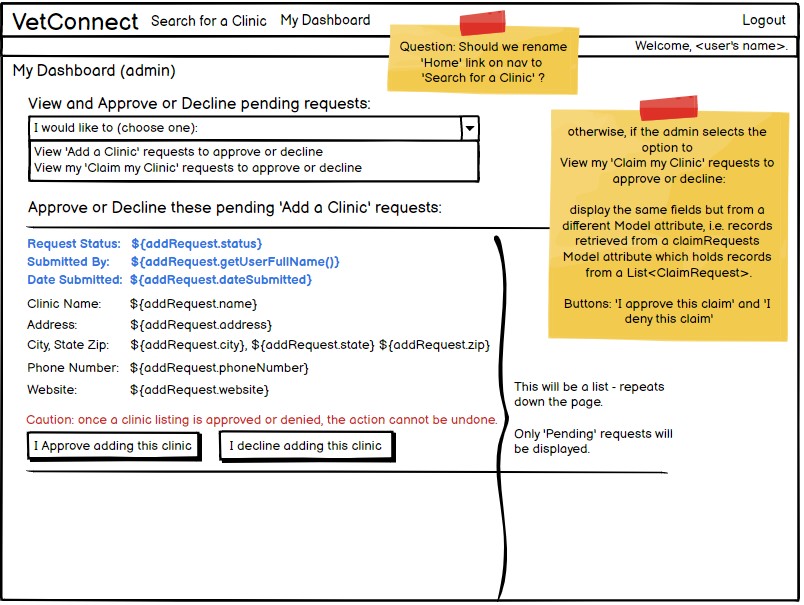 VetConnect Search for a Clinic My Dashboard Logout
Welcome, <user's name>.
Question: Should we rename
'Home' link on nav to
'Search for a Clinic' ?
My Dashboard (admin)
View and Approve or Decline pending requests:
I would like to (choose one):
View 'Add a Clinic' requests to approve or decline
View my 'Claim my Clinic' requests to approve or decline
otherwise, if the admin selects the
option to
View my 'Claim my Clinic' requests to
approve or decline:
display the same fields but from a
different Model attribute, i.e. records
retrieved from a claimRequests
Model attribute which holds records
from a List<ClaimRequest>.
Buttons: 'I approve this claim' and 'I
deny this claim'
Approve or Decline these pending 'Add a Clinic' requests:
Request Status: ${addRequest.status}
Submitted By: ${addRequest.getUserFullName()}
Date Submitted: ${addRequest.dateSubmitted}
Clinic Name: ${addRequest.name}
Address: ${addRequest.address}
City, State Zip: ${addRequest.city}, ${addRequest.state} ${addRequest.zip}
Phone Number: ${addRequest.phoneNumber}
Website: ${addRequest.website}
Caution: once a clinic listing is approved or denied, the action cannot be undone.
I Approve adding this clinic
I decline adding this clinic
This will be a list - repeats
down the page.
Only 'Pending' requests will
be displayed.